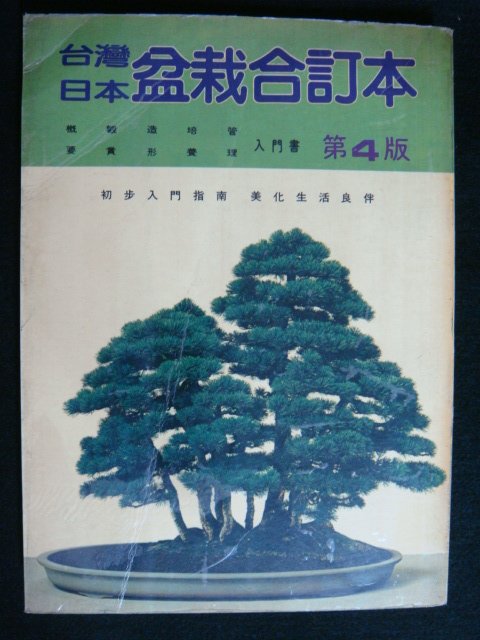 台灣日本盆栽合訂本
概要 鑑賞 造形 培養 管理 入門書 第4版
初步入門指南 美化生活良伴